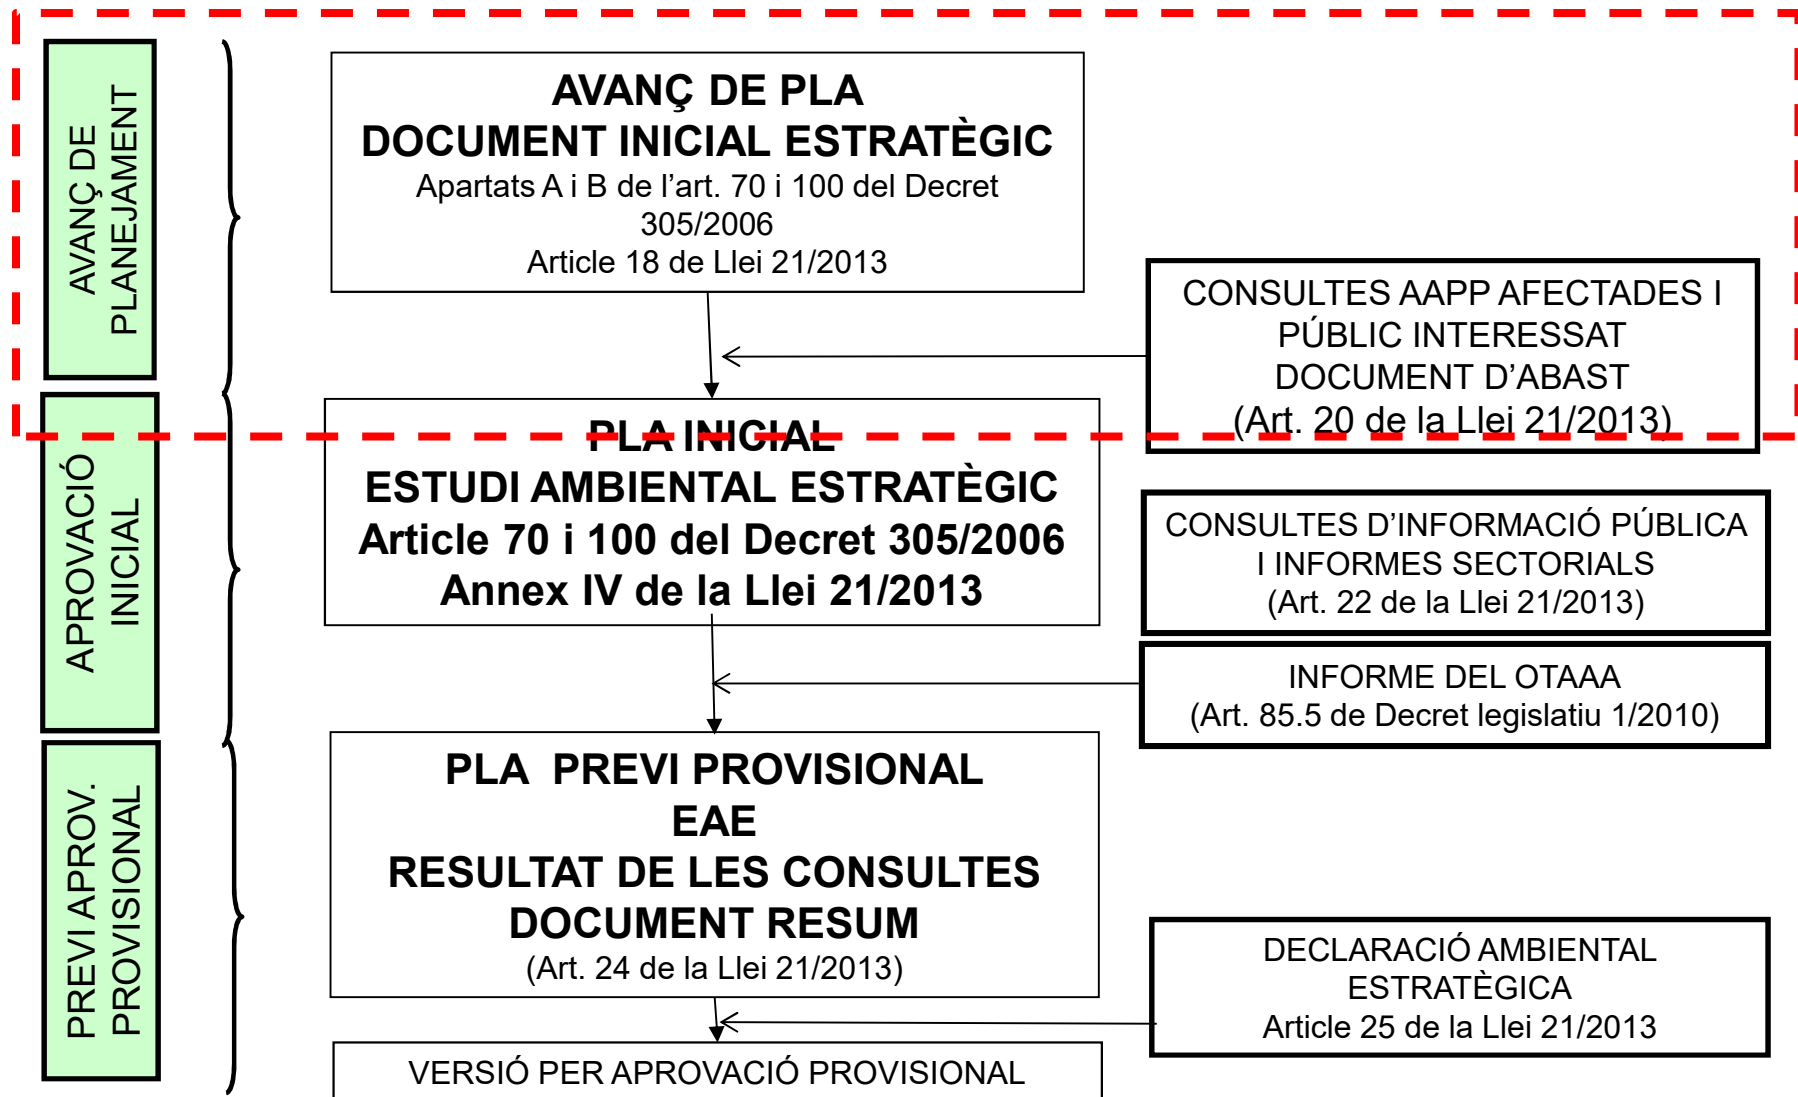 AVANÇ DE
PLANEJAMENT
AVANÇ DE PLA
DOCUMENT INICIAL ESTRATÈGIC
Apartats A i B de l’art. 70 i 100 del Decret
305/2006
Article 18 de Llei 21/2013
CONSULTES AAPP AFECTADES I
PÚBLIC INTERESSAT
DOCUMENT D’ABAST
(Art. 20 de la Llei 21/2013)
APROVACIÓ
INICIAL
PLA INICIAL
ESTUDI AMBIENTAL ESTRATÈGIC
Article 70 i 100 del Decret 305/2006
Annex IV de la Llei 21/2013
CONSULTES D’INFORMACIÓ PÚBLICA
I INFORMES SECTORIALS
(Art. 22 de la Llei 21/2013)
INFORME DEL OTAAA
(Art. 85.5 de Decret legislatiu 1/2010)
PREVI APROV.
PROVISIONAL
PLA PREVI PROVISIONAL
EAE
RESULTAT DE LES CONSULTES
DOCUMENT RESUM
(Art. 24 de la Llei 21/2013)
DECLARACIÓ AMBIENTAL
ESTRATÈGICA
Article 25 de la Llei 21/2013
VERSIÓ PER APROVACIÓ PROVISIONAL